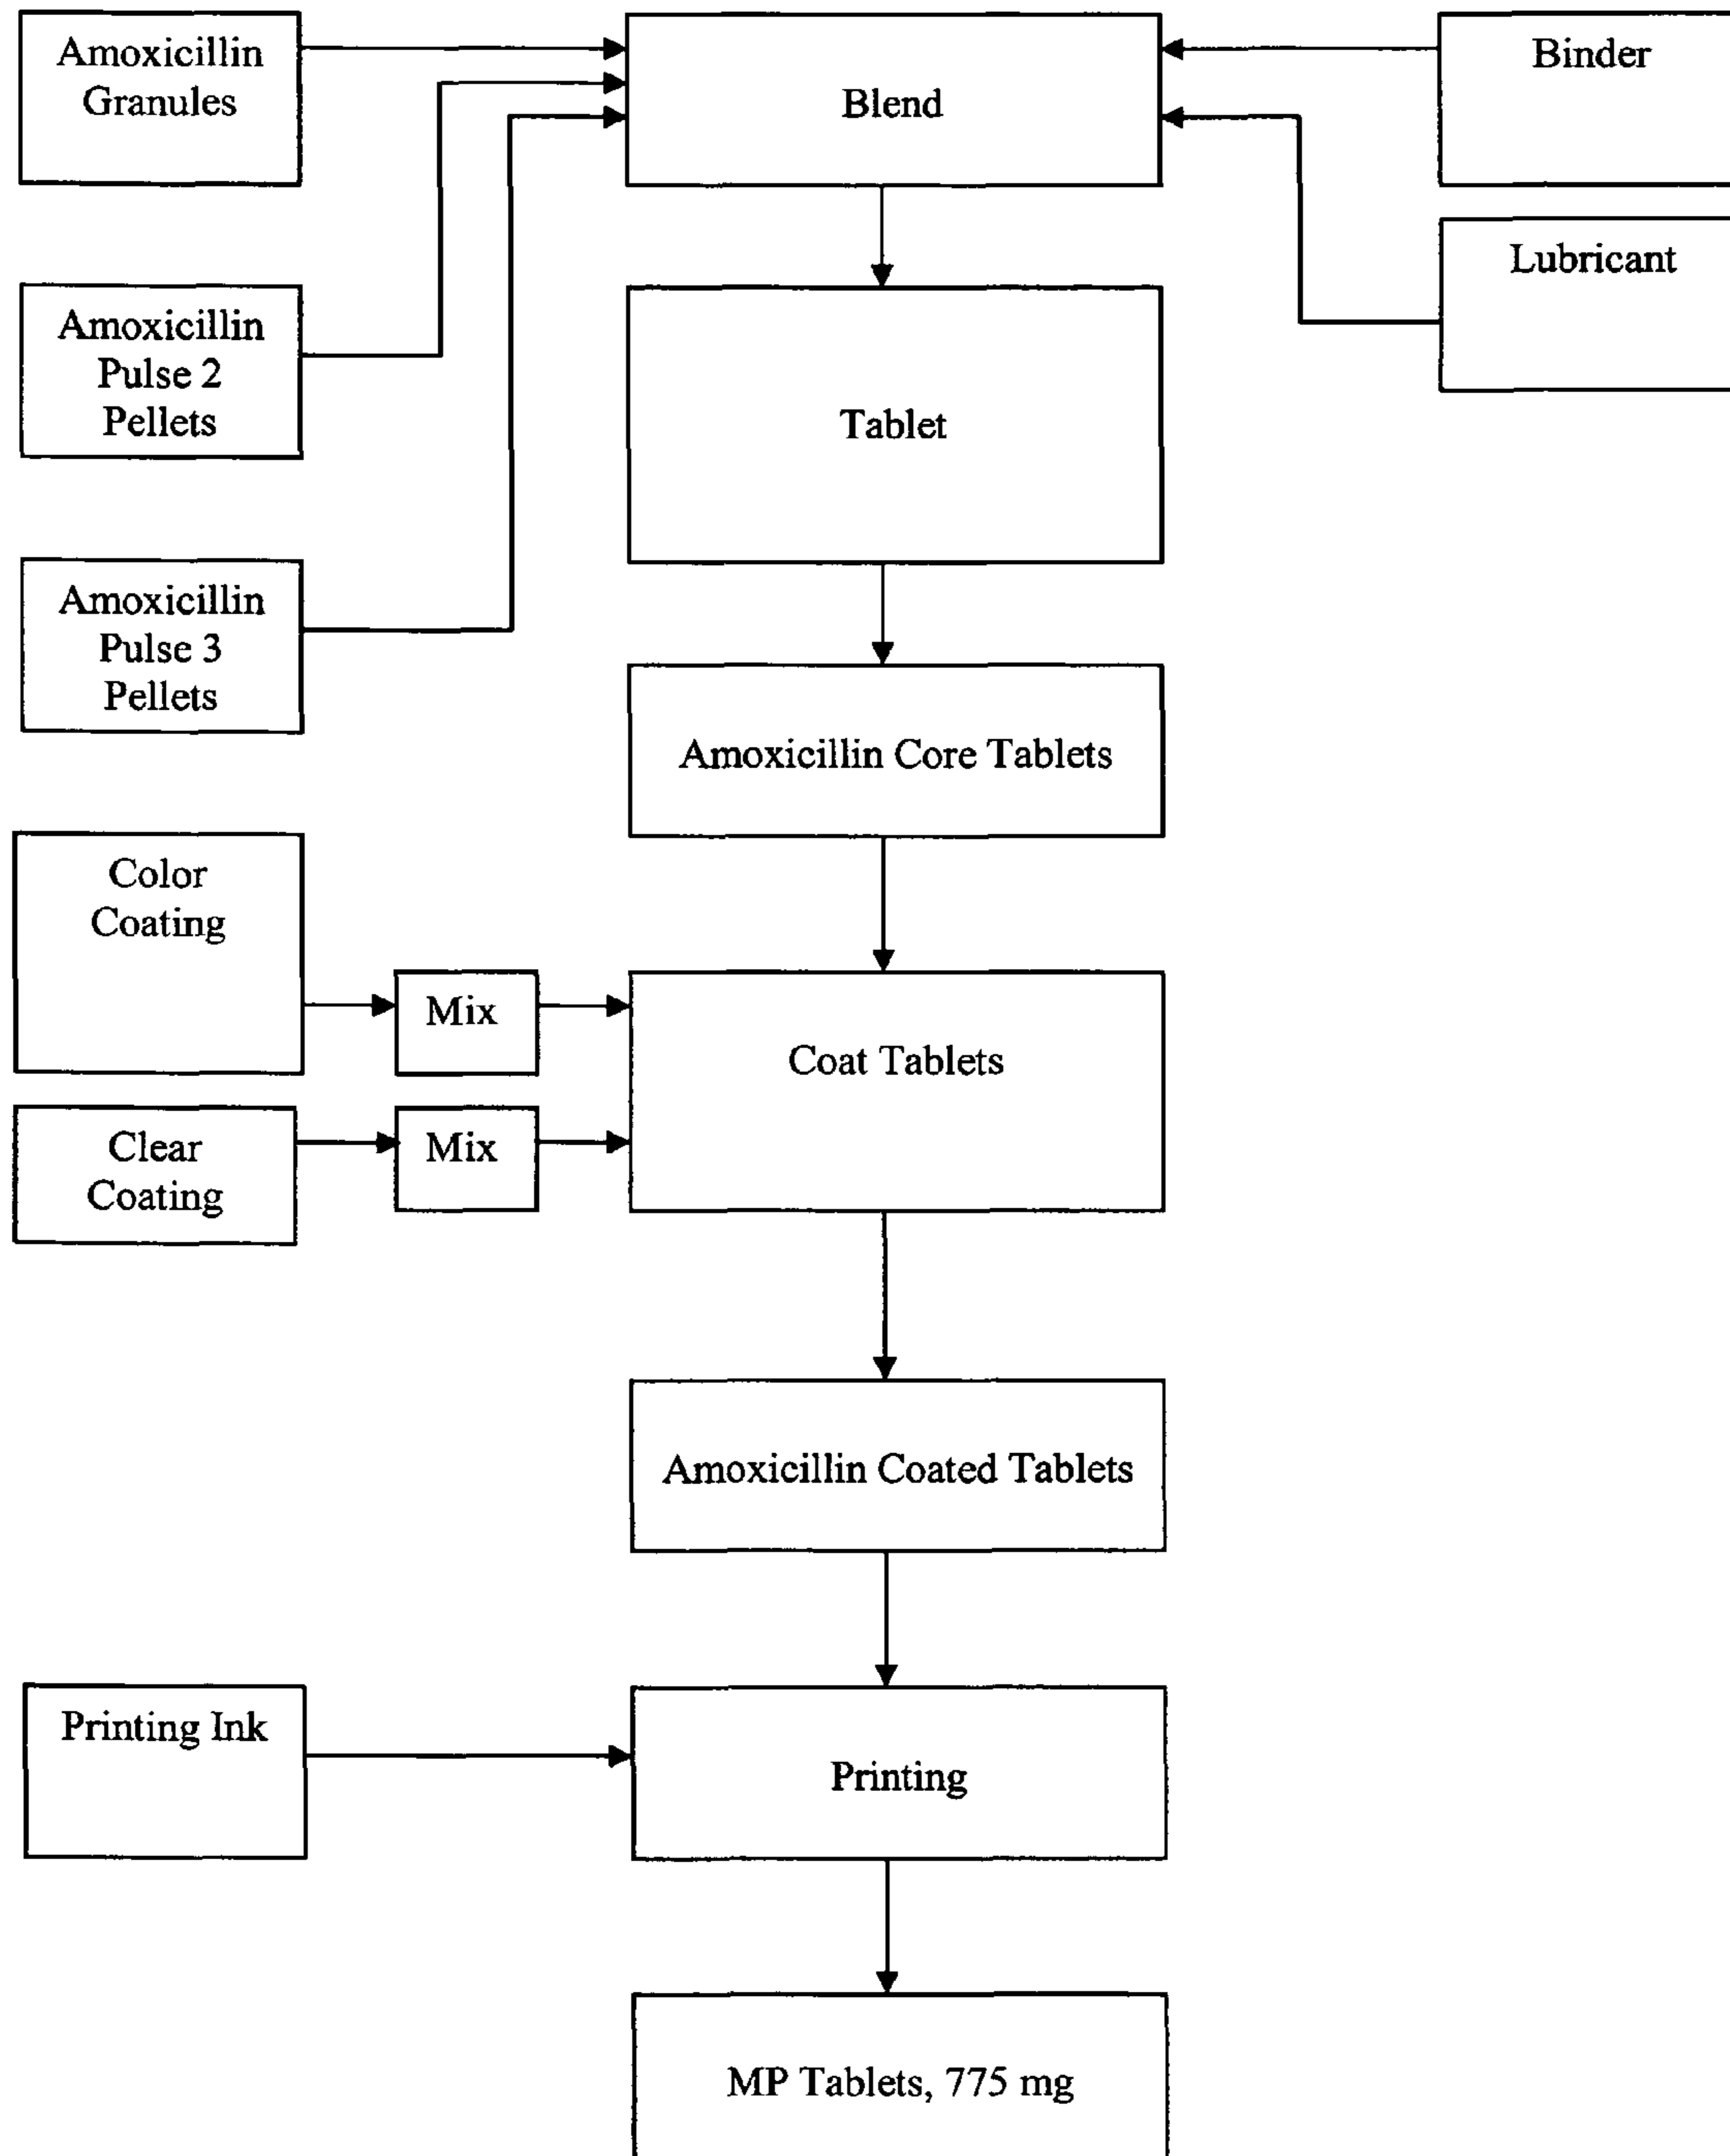 Amoxicillin
Granules
Blend
Binder
Lubricant
Amoxicillin
Pulse 2
Pellets
Tablet
Amoxicillin
Pulse 3
Pellets
Amoxicillin Core Tablets
Color
Coating
Mix
Coat Tablets
Clear
Coating
Mix
Amoxicillin Coated Tablets
Printing Ink
Printing
MP Tablets, 775 mg